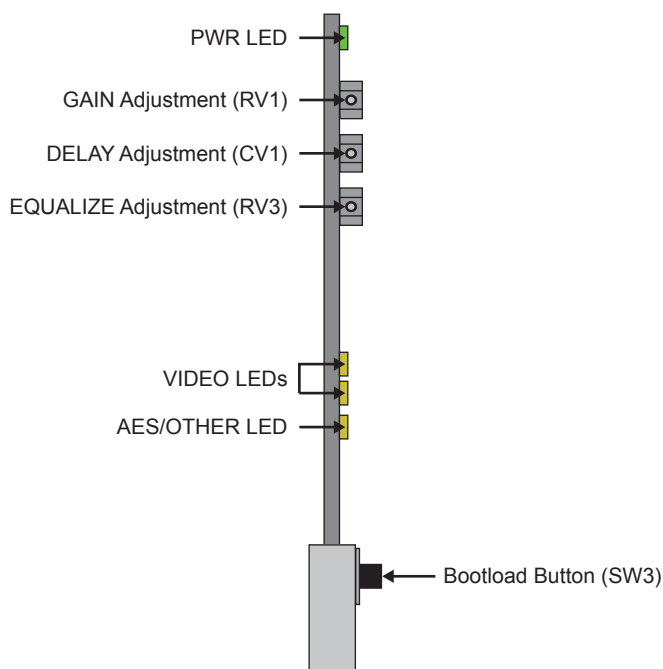 PWR LED
GAIN Adjustment (RV1)
DELAY Adjustment (CV1)
EQUALIZE Adjustment (RV3)
VIDEO LEDs
AES/OTHER LED
Bootload Button (SW3)